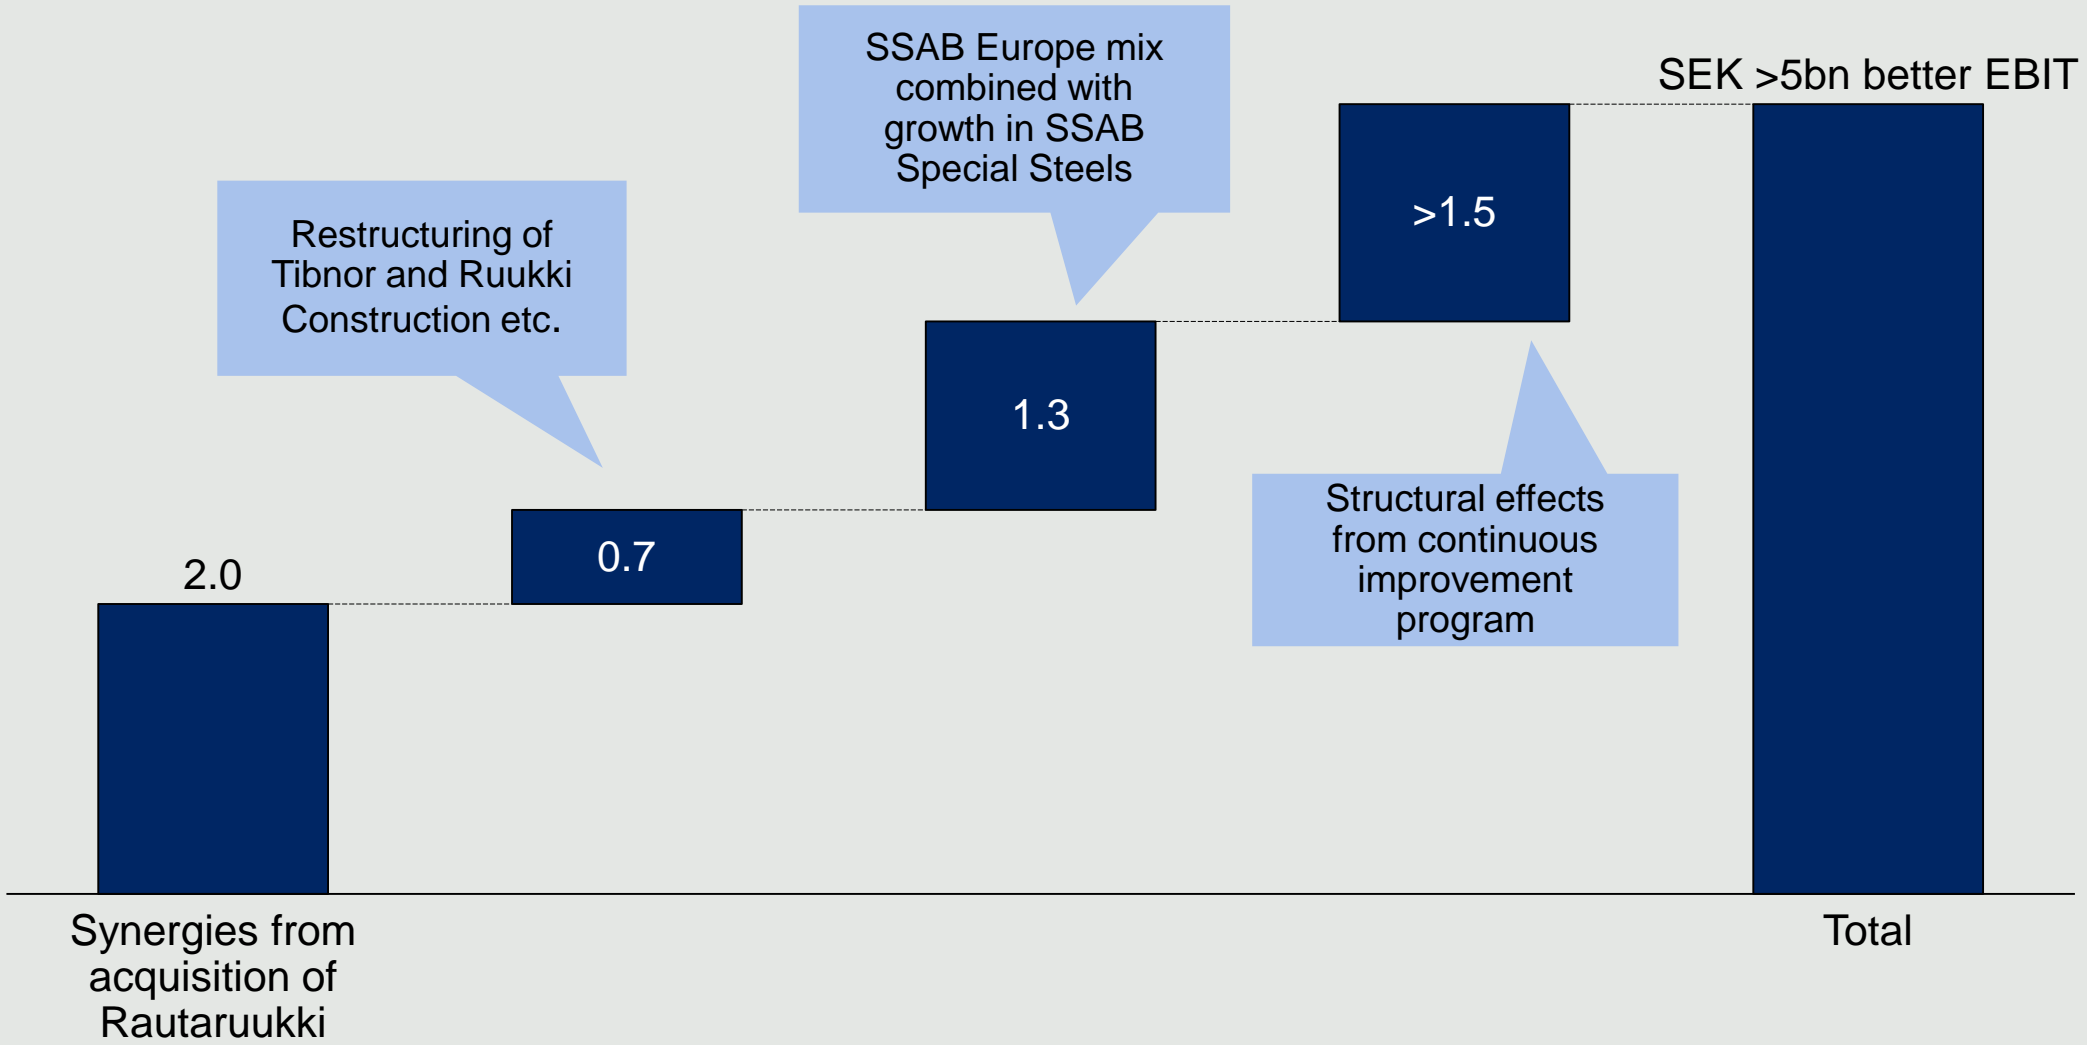 SSAB Europe mix
combined with
growth in SSAB
Special Steels
SEK >5bn better EBIT
>1.5
Restructuring of
Tibnor and Ruukki
Construction etc.
1.3
Structural effects
from continuous
improvement
program
0.7
2.0
Synergies from
acquisition of
Rautaruukki
Total